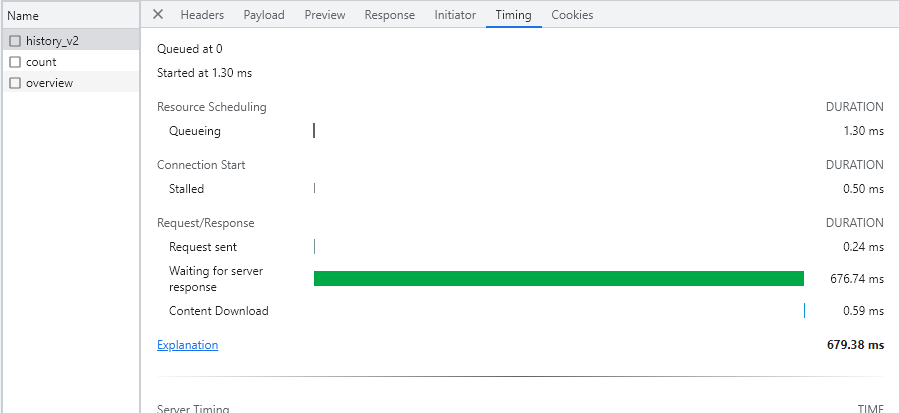 Name
Headers Payload Preview Response Initiator Timing Cookies
history_v2
count
overview
Queued at 0
Started at 1.30 ms
Resource Scheduling DURATION
Queueing 1.30 ms
Connection Start DURATION
Stalled 0.50 ms
Request/Response DURATION
Request sent 0.24 ms
Waiting for server
response 676.74 ms
Content Download 0.59 ms
Explanation 679.38 ms
Server Timing TIME